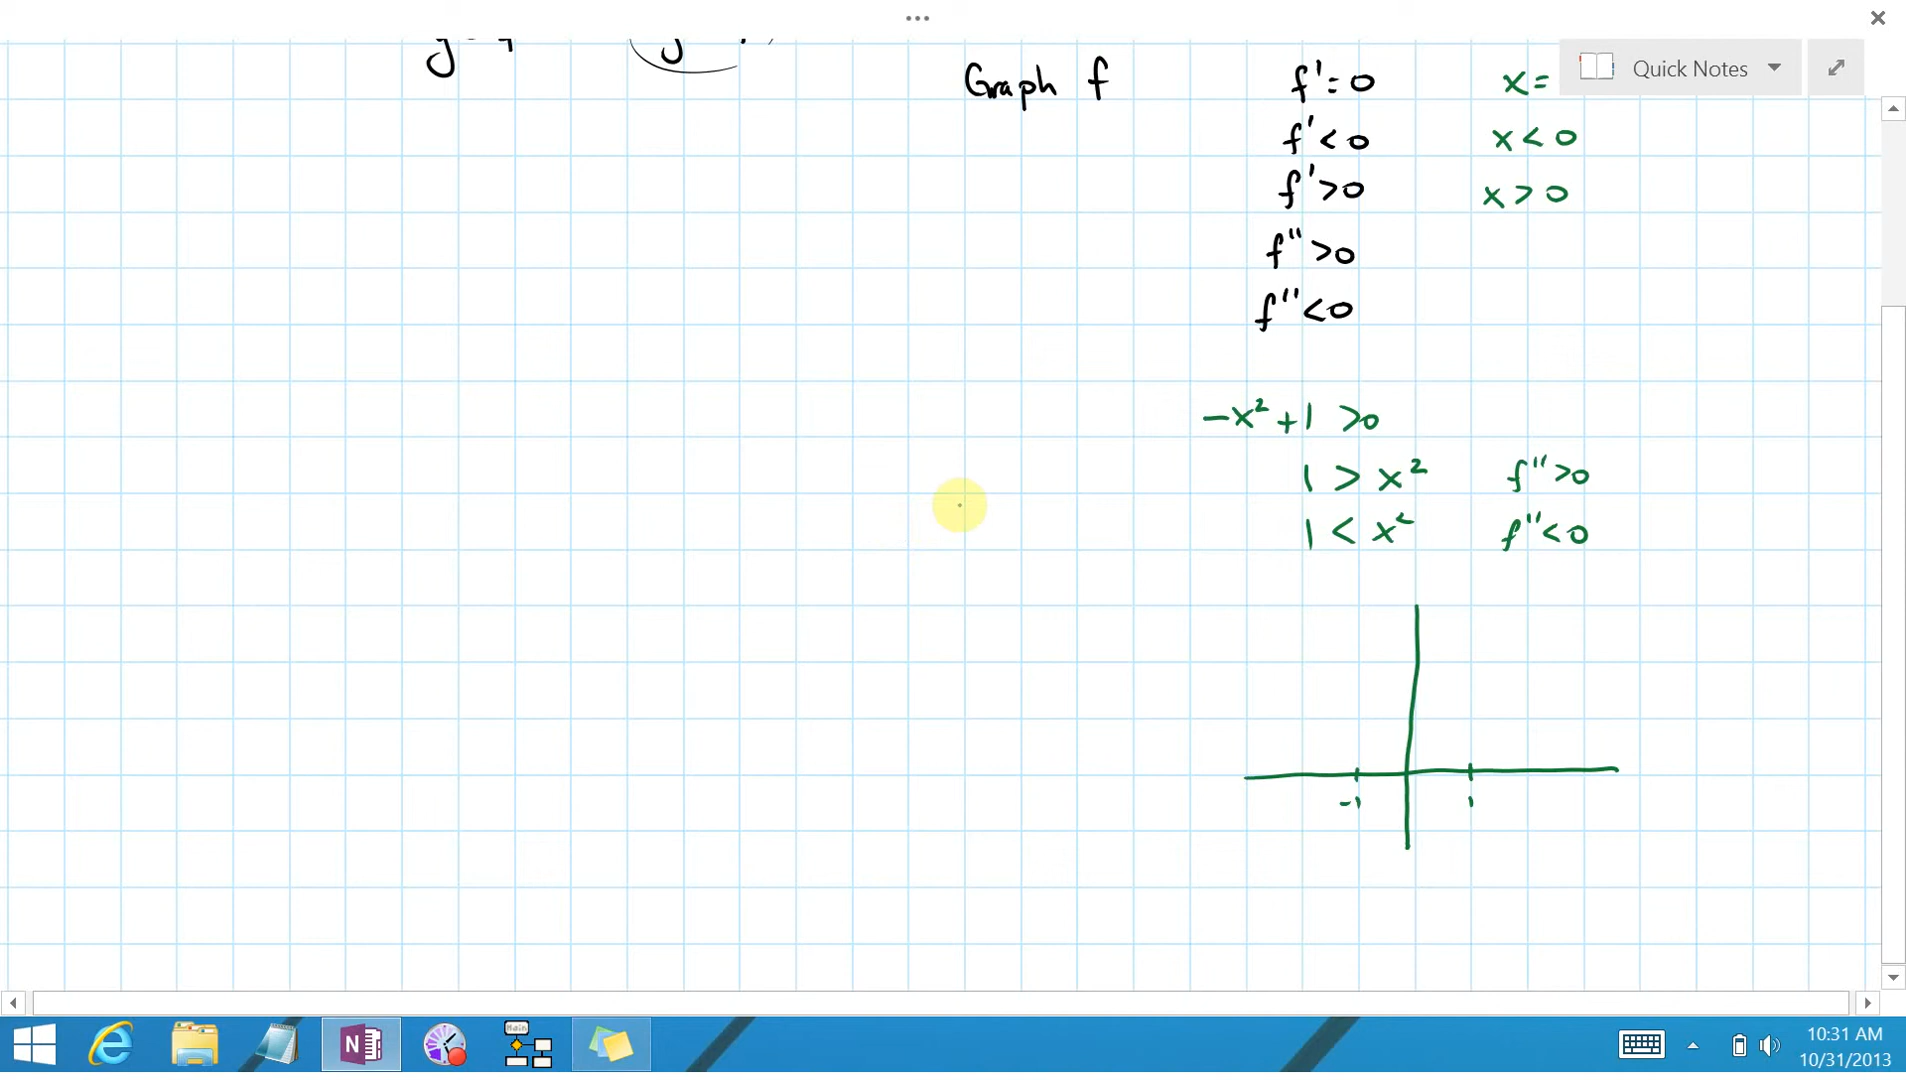 Quick Notes
Graph f f'=0 x=
f'<0 x<0
f'>0 x>0
f''>0
f''<0
-x²+1 >0
1 > x² f''>0
1 < x² f''<0
-1 1
Main
N
10:31 AM
10/31/2013